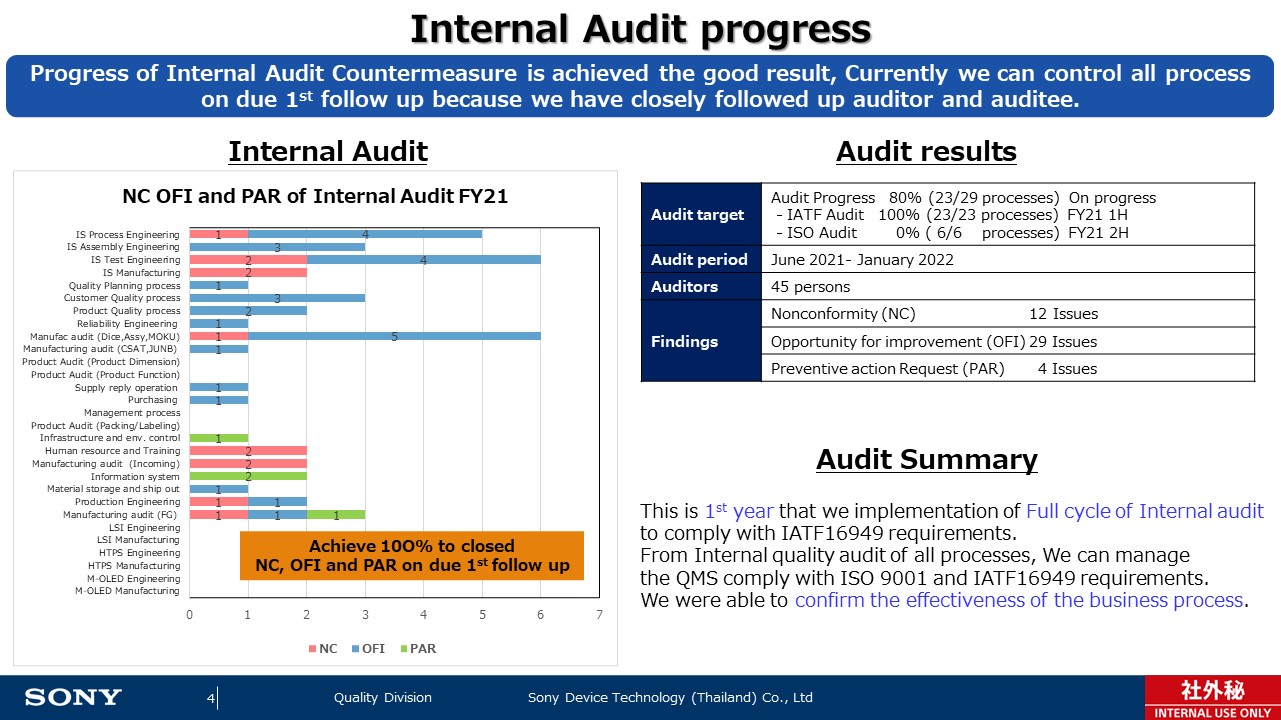 Internal Audit progress
Progress of Internal Audit Countermeasure is achieved the good result, Currently we can control all process
on due 1st follow up because we have closely followed up auditor and auditee.
Internal Audit
NC OFI and PAR of Internal Audit FY21
IS Process Engineering 1 4
IS Assembly Engineering 3
IS Test Engineering 2 4
IS Manufacturing 2
Quality Planning process 1
Customer Quality process 3
Product Quality process 2
Reliability Engineering 1
Manufac audit (Dice,Assy,MOKU) 1 5
Manufacturing audit (CSAT,JUNB) 1
Product Audit (Product Dimension)
Product Audit (Product Function)
Supply reply operation 1
Purchasing 1
Management process
Product Audit (Packing/Labeling)
Infrastructure and env. control 1
Human resource and Training 2
Manufacturing audit (Incoming) 2
Information system 2
Material storage and ship out 1
Production Engineering 1 1
Manufacturing audit (FG) 1 1 1
LSI Engineering
LSI Manufacturing
HTPS Engineering
HTPS Manufacturing
M-OLED Engineering
M-OLED Manufacturing
Achieve 10O% to closed
NC, OFI and PAR on due 1st follow up
0 1 2 3 4 5 6 7
NC OFI PAR
Audit results
Audit target
Audit Progress 80% (23/29 processes) On progress
- IATF Audit 100% (23/23 processes) FY21 1H
- ISO Audit 0% ( 6/6 processes) FY21 2H
Audit period June 2021- January 2022
Auditors 45 persons
Findings
Nonconformity (NC) 12 Issues
Opportunity for improvement (OFI) 29 Issues
Preventive action Request (PAR) 4 Issues
Audit Summary
This is 1st year that we implementation of Full cycle of Internal audit
to comply with IATF16949 requirements.
From Internal quality audit of all processes, We can manage
the QMS comply with ISO 9001 and IATF16949 requirements.
We were able to confirm the effectiveness of the business process.
SONY 4 Quality Division Sony Device Technology (Thailand) Co., Ltd
社外秘
INTERNAL USE ONLY